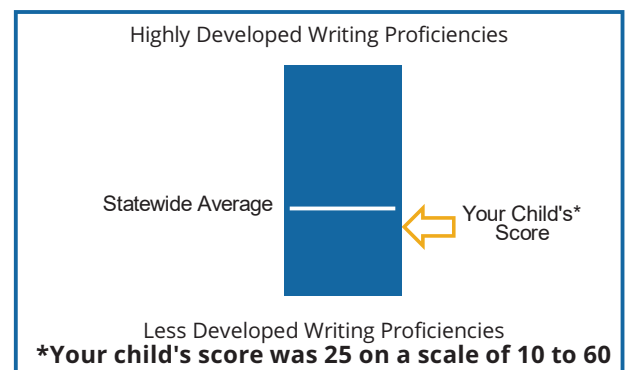 Highly Developed Writing Proficiencies
Statewide Average
Your Child's*
Score
Less Developed Writing Proficiencies
*Your child's score was 25 on a scale of 10 to 60